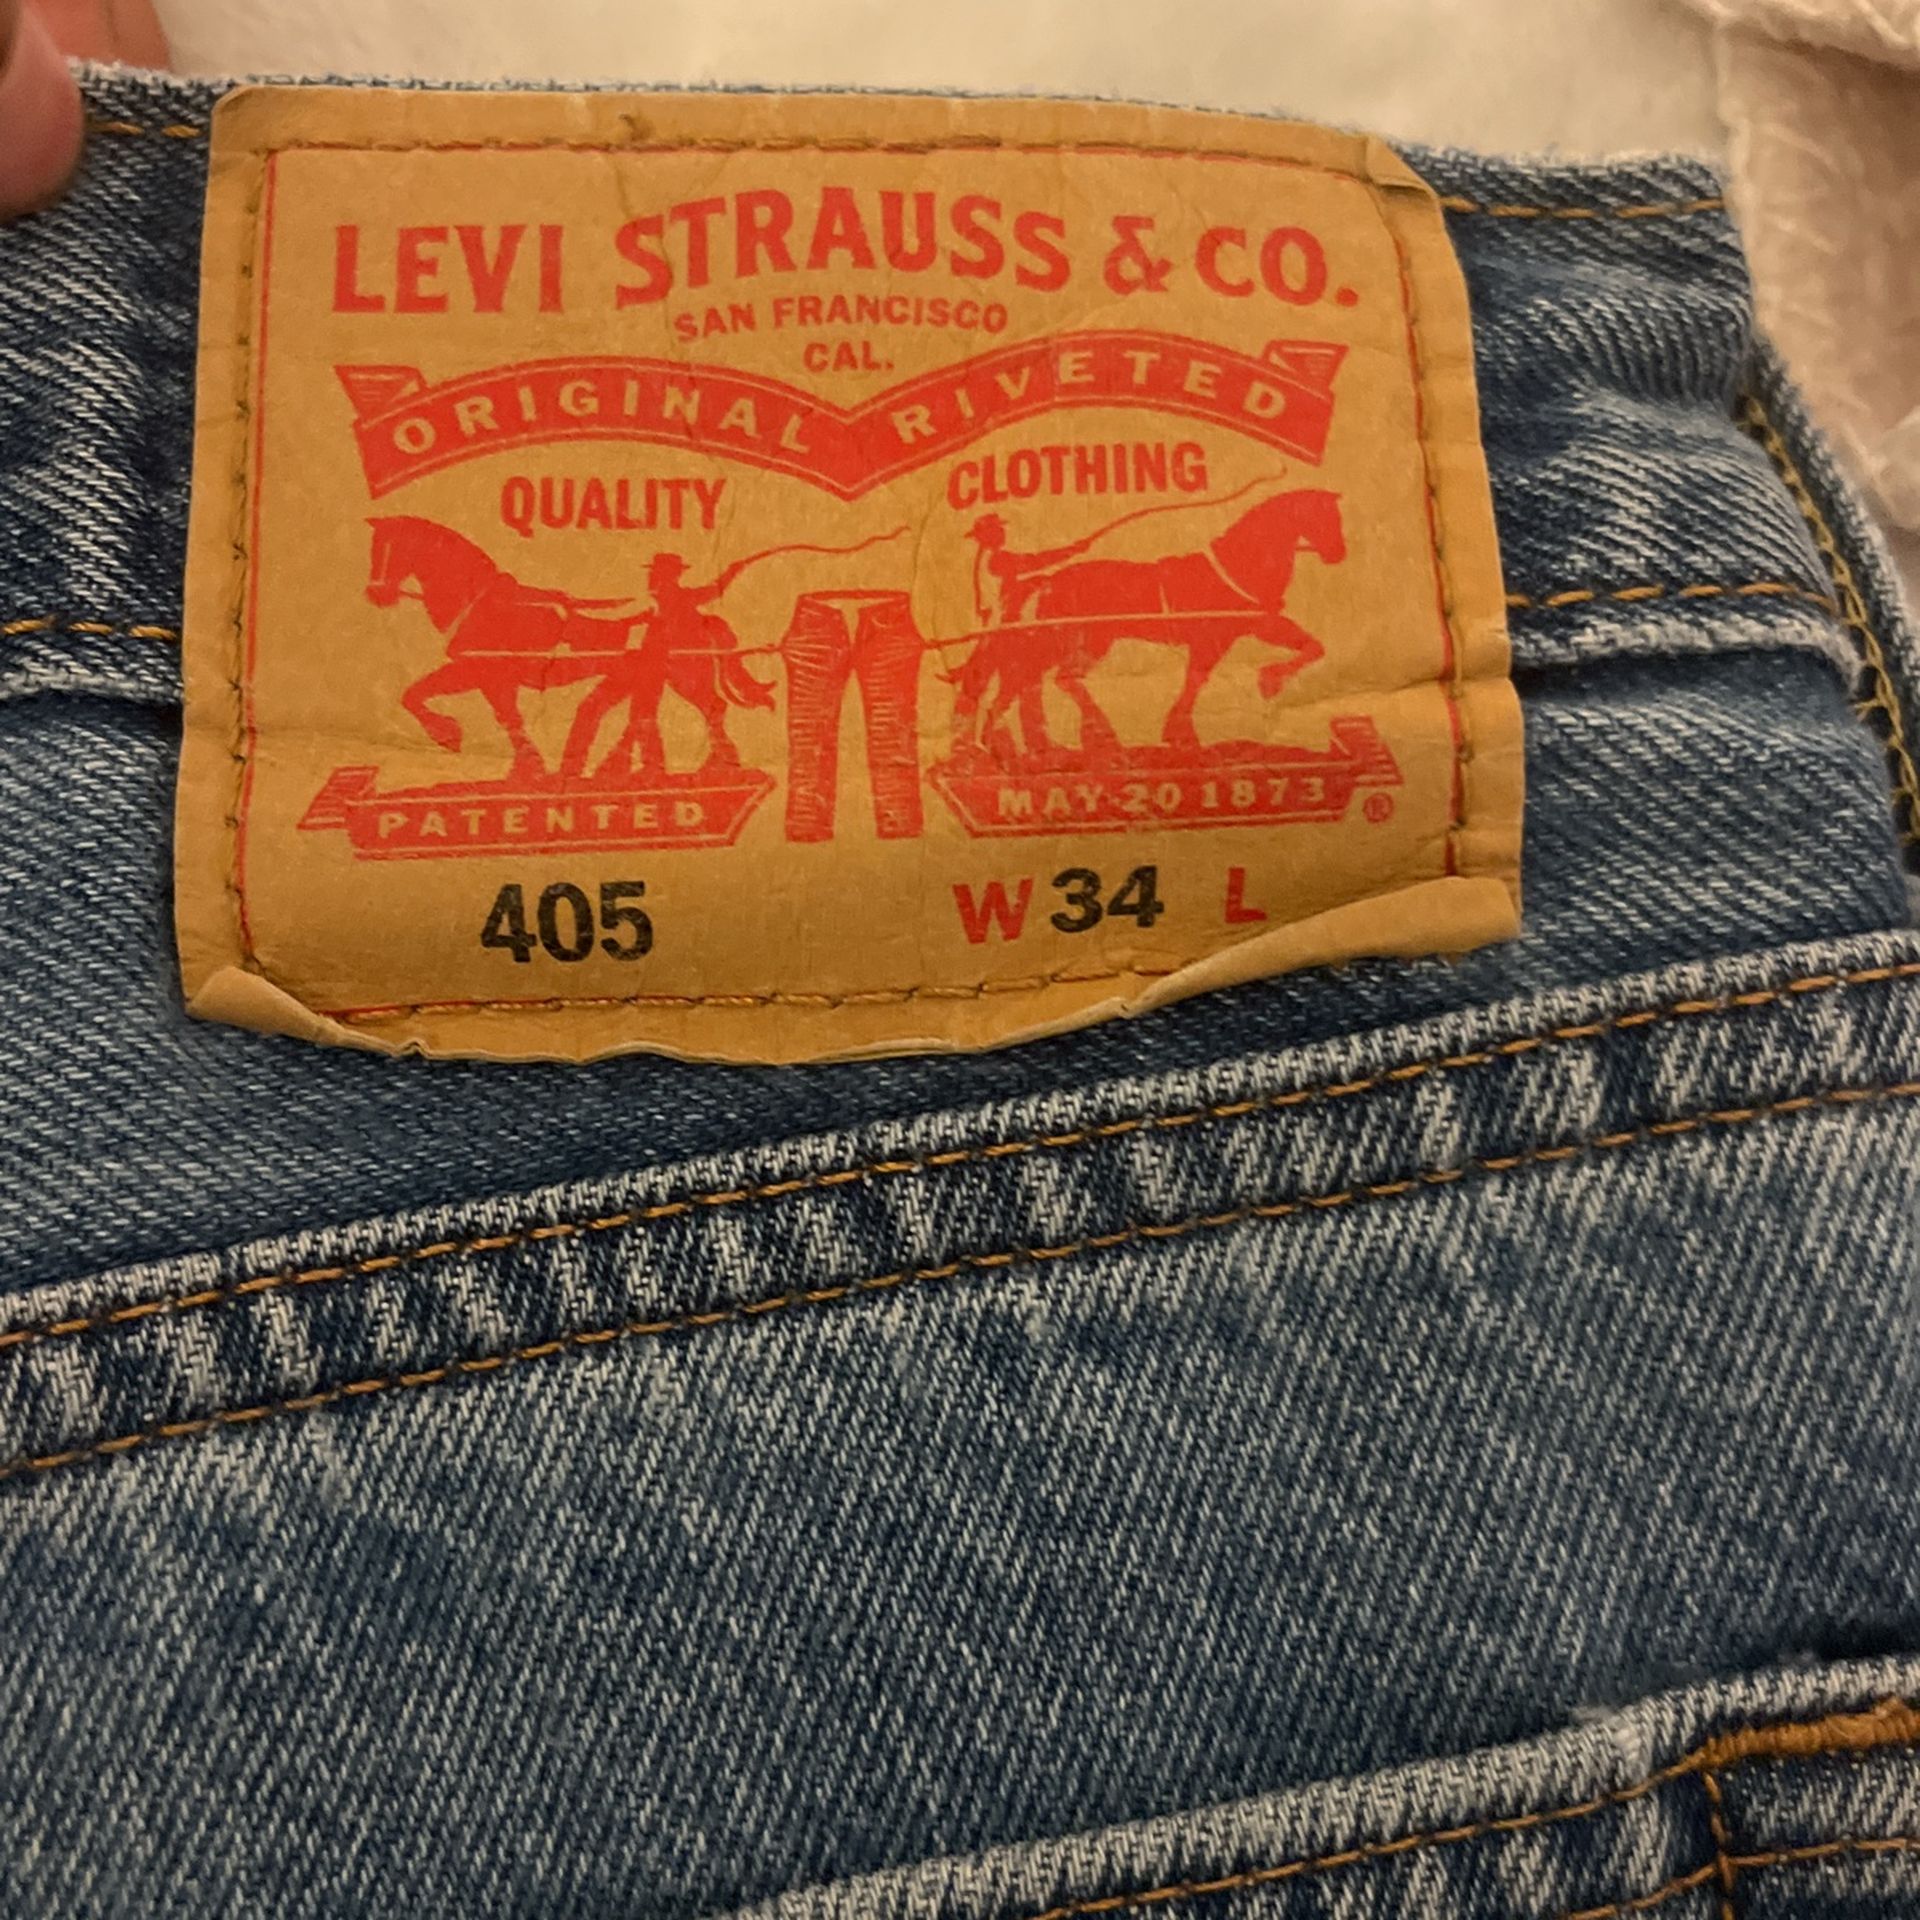 LEVI STRAUSS & CO.
SAN FRANCISCO
CAL.
ORIGINAL RIVETED
QUALITY CLOTHING
PATENTED MAY 20 1873 ®
405 W 34 L